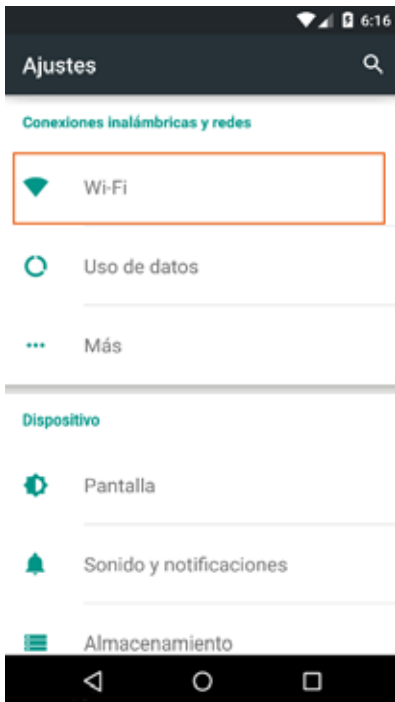 6:16
Ajustes
Conexiones inalámbricas y redes
Wi-Fi
Uso de datos
Más
Dispositivo
Pantalla
Sonido y notificaciones
Almacenamiento